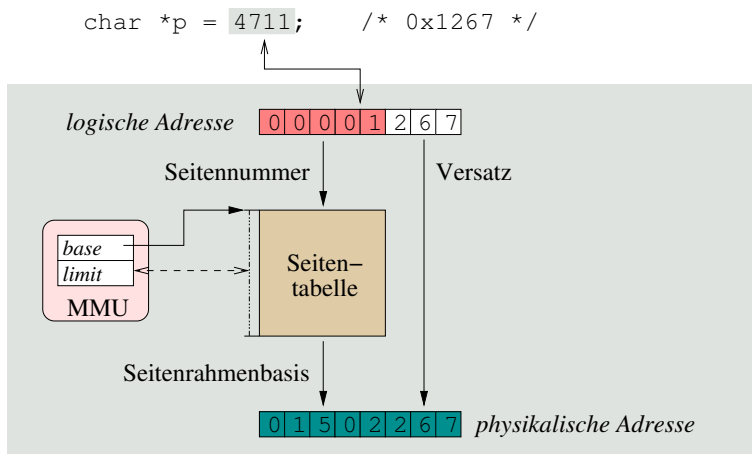 char *p = 4711;    /* 0x1267 */
logische Adresse 0 0 0 0 1 2 6 7
Seitennummer
Versatz
base
limit
MMU
Seiten−
tabelle
Seitenrahmenbasis
0 1 5 0 2 2 6 7 physikalische Adresse